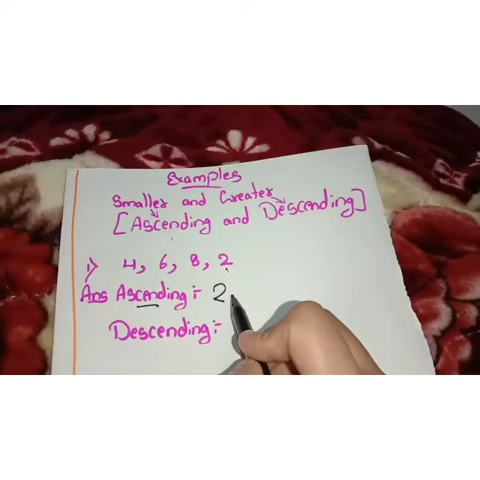 Examples
Smaller and Greater
[Ascending and Descending]
1) 4, 6, 8, 2
Ans Ascending :- 2
Descending :-